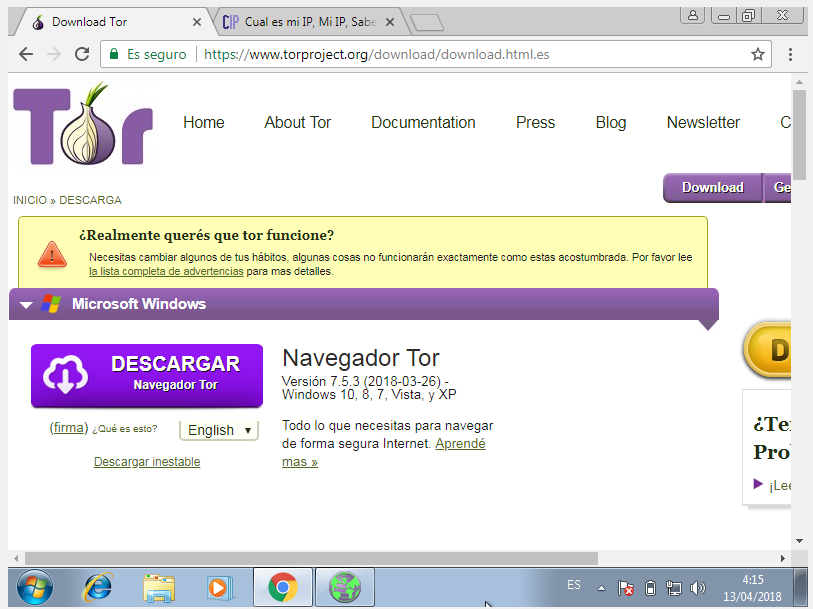 Download Tor
CIP Cual es mi IP, Mi IP, Sabe
Es seguro https://www.torproject.org/download/download.html.es
Tor
Home About Tor Documentation Press Blog Newsletter C
Download Ge
INICIO » DESCARGA
¿Realmente querés que tor funcione?
Necesitas cambiar algunos de tus hábitos, algunas cosas no funcionarán exactamente como estas acostumbrada. Por favor lee
la lista completa de advertencias para mas detalles.
Microsoft Windows
DESCARGAR
Navegador Tor
(firma) ¿Qué es esto? English
Descargar inestable
Navegador Tor
Versión 7.5.3 (2018-03-26) -
Windows 10, 8, 7, Vista, y XP
Todo lo que necesitas para navegar
de forma segura Internet. Aprendé
mas »
D
¿Te
Pro
¡Lee
ES
4:15
13/04/2018